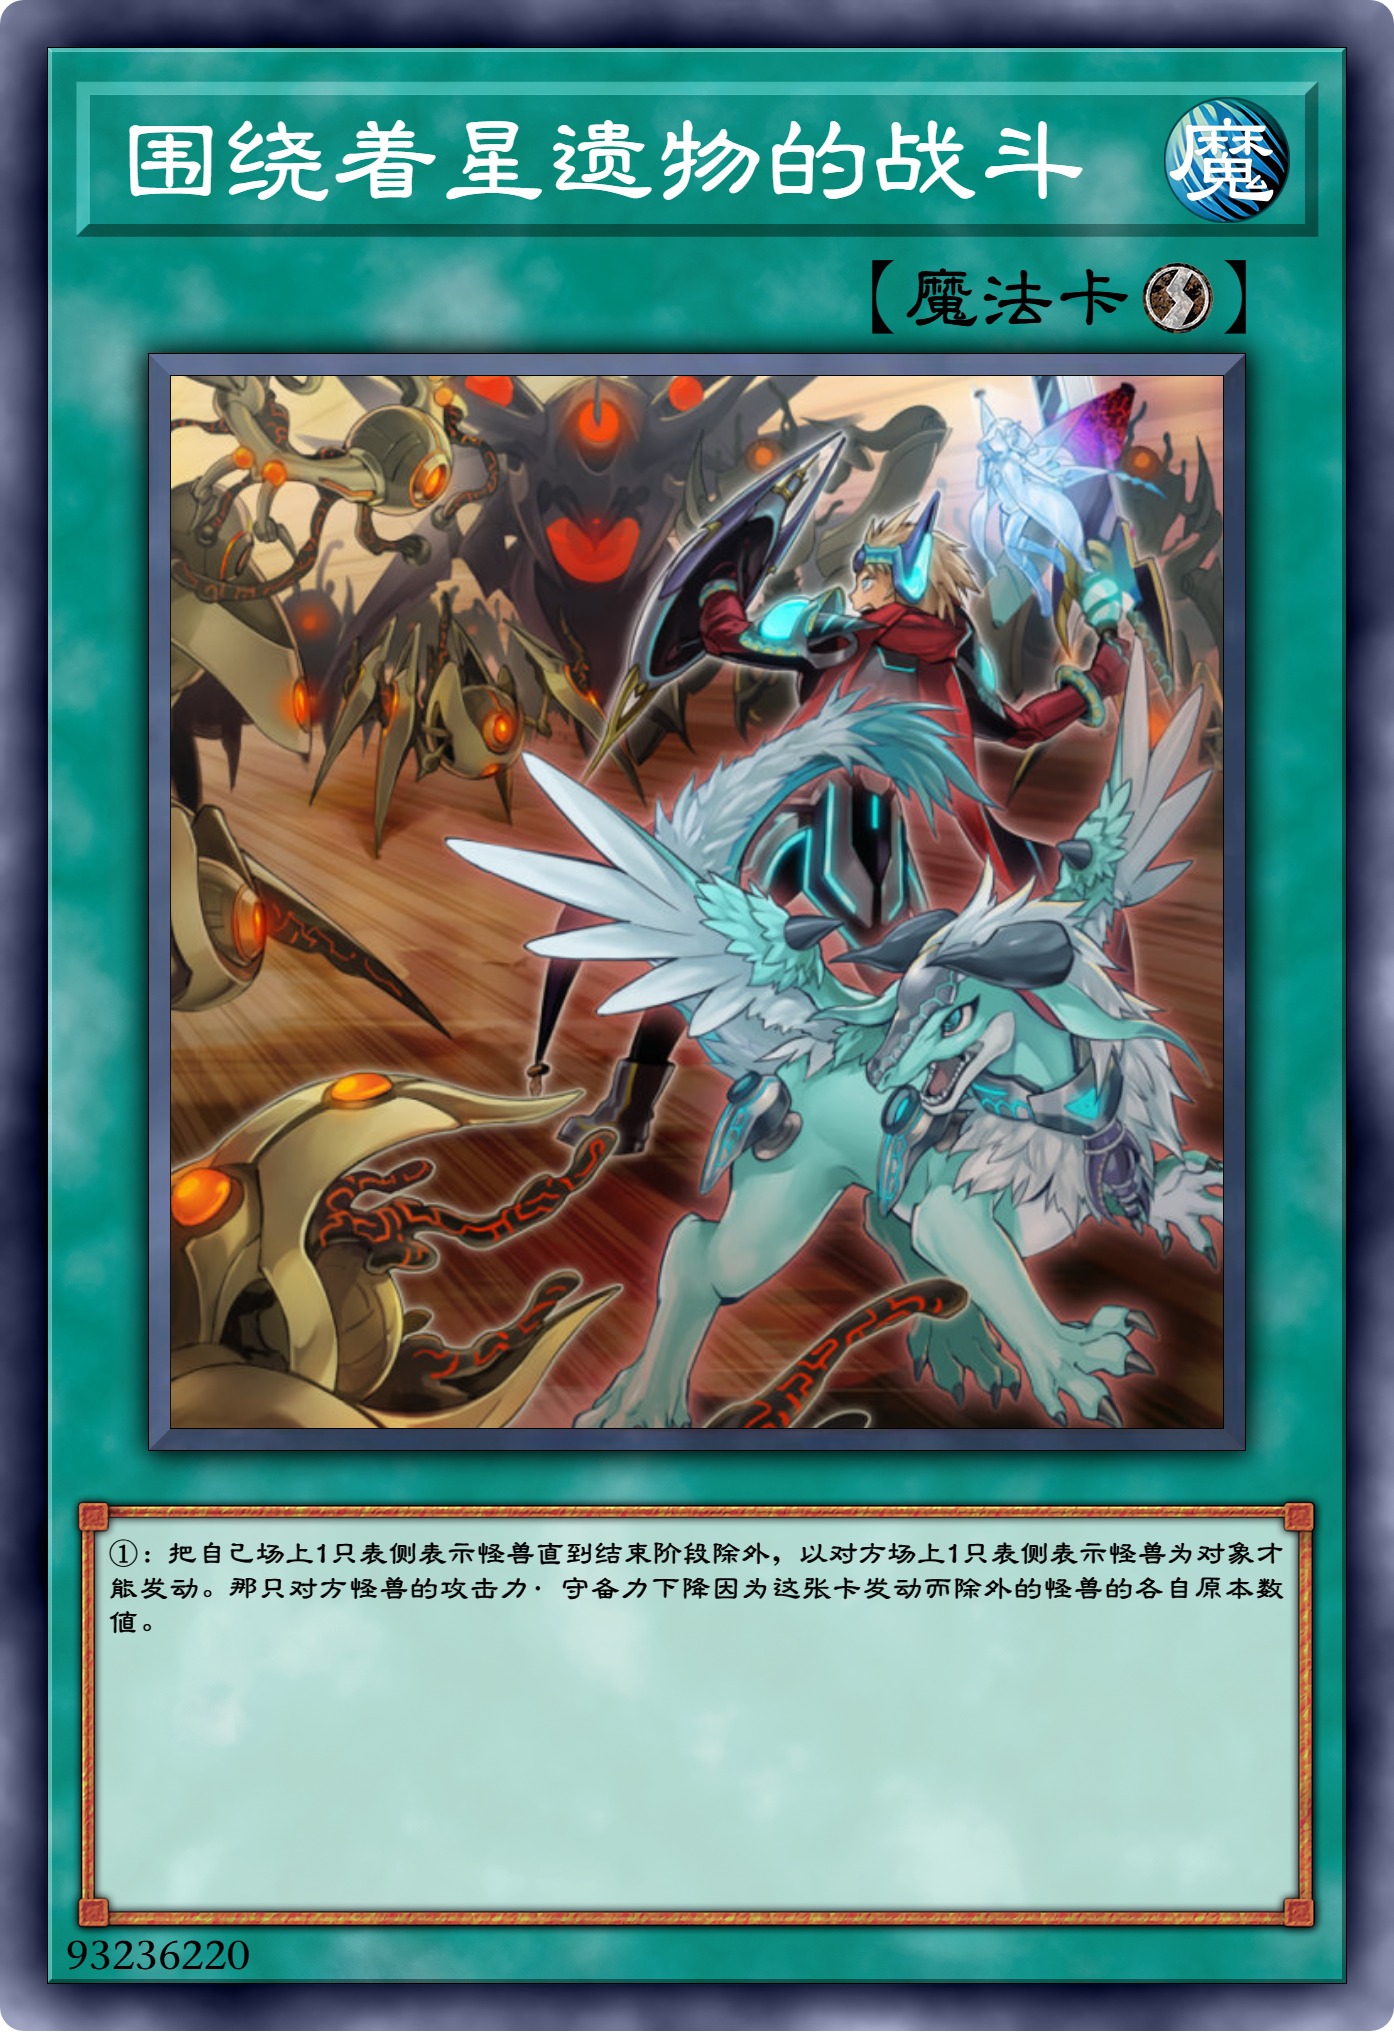 围绕着星遗物的战斗 魔
【魔法卡】
①：把自己场上1只表侧表示怪兽直到结束阶段除外，以对方场上1只表侧表示怪兽为对象才
能发动。那只对方怪兽的攻击力·守备力下降因为这张卡发动而除外的怪兽的各自原本数
值。
93236220